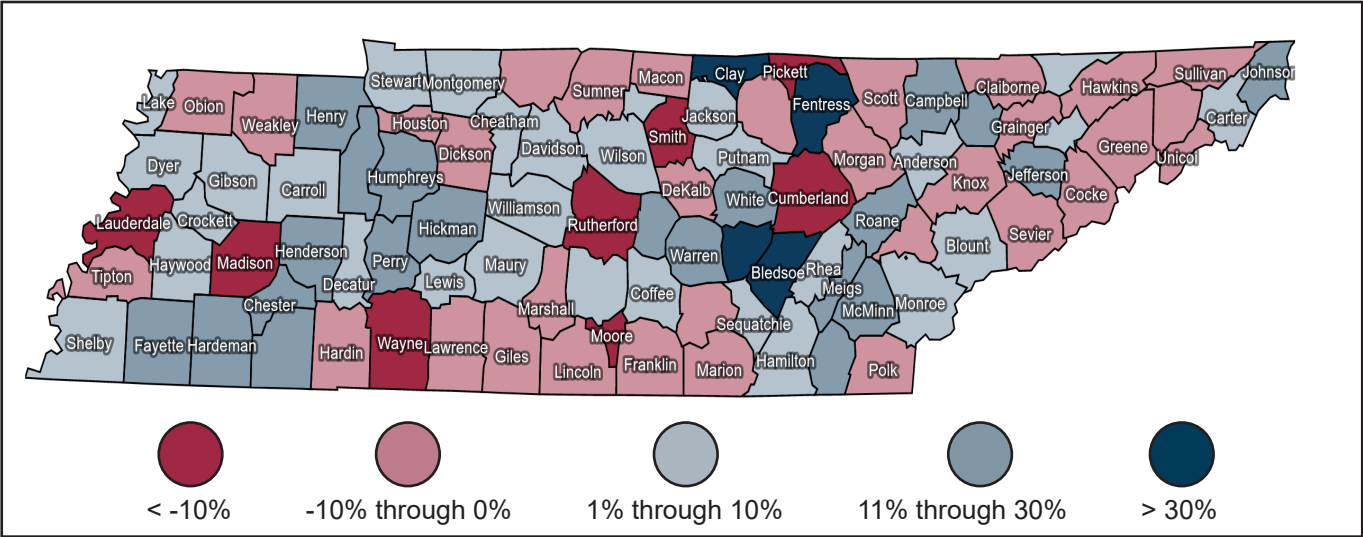 Stewart Montgomery Macon Clay Pickett Sullivan Johnson
Lake Obion Sumner Fentress Scott Campbell Claiborne Hawkins
Weakley Henry Houston Cheatham Smith Jackson Grainger Carter
Dyer Dickson Davidson Wilson Putnam Morgan Anderson Greene Unicoi
Gibson Carroll Humphreys DeKalb White Cumberland Knox Jefferson Cocke
Lauderdale Crockett Hickman Williamson Rutherford Roane Sevier
Tipton Haywood Madison Henderson Perry Maury Warren Bledsoe Rhea Blount
Decatur Lewis Coffee Meigs
Chester Marshall Sequatchie McMinn Monroe
Shelby Fayette Hardeman Hardin Wayne Lawrence Giles Moore Hamilton
Lincoln Franklin Marion Polk
< -10% -10% through 0% 1% through 10% 11% through 30% > 30%